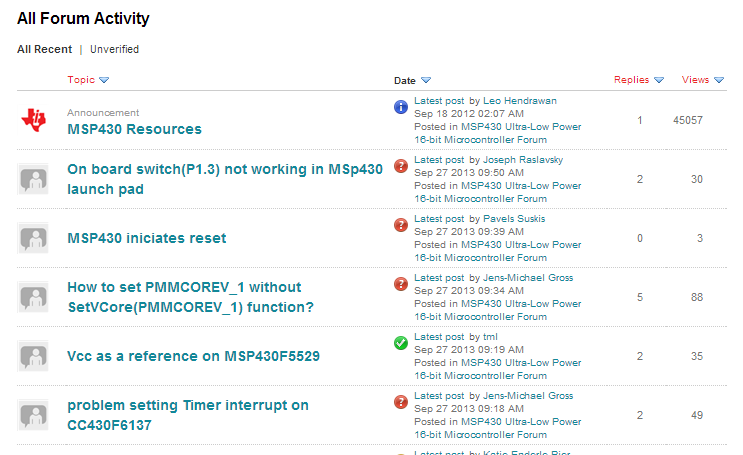 All Forum Activity
All Recent | Unverified
Topic Date Replies Views
Announcement
MSP430 Resources
Latest post by Leo Hendrawan
Sep 18 2012 02:07 AM
Posted in MSP430 Ultra-Low Power
16-bit Microcontroller Forum
1 45057
On board switch(P1.3) not working in MSp430
launch pad
Latest post by Joseph Raslavsky
Sep 27 2013 09:50 AM
Posted in MSP430 Ultra-Low Power
16-bit Microcontroller Forum
2 30
MSP430 iniciates reset
Latest post by Pavels Suskis
Sep 27 2013 09:39 AM
Posted in MSP430 Ultra-Low Power
16-bit Microcontroller Forum
0 3
How to set PMMCOREV_1 without
SetVCore(PMMCOREV_1) function?
Latest post by Jens-Michael Gross
Sep 27 2013 09:34 AM
Posted in MSP430 Ultra-Low Power
16-bit Microcontroller Forum
5 88
Vcc as a reference on MSP430F5529
Latest post by tml
Sep 27 2013 09:19 AM
Posted in MSP430 Ultra-Low Power
16-bit Microcontroller Forum
2 35
problem setting Timer interrupt on
CC430F6137
Latest post by Jens-Michael Gross
Sep 27 2013 09:18 AM
Posted in MSP430 Ultra-Low Power
16-bit Microcontroller Forum
2 49
Latest post by Katie Enderle Pier